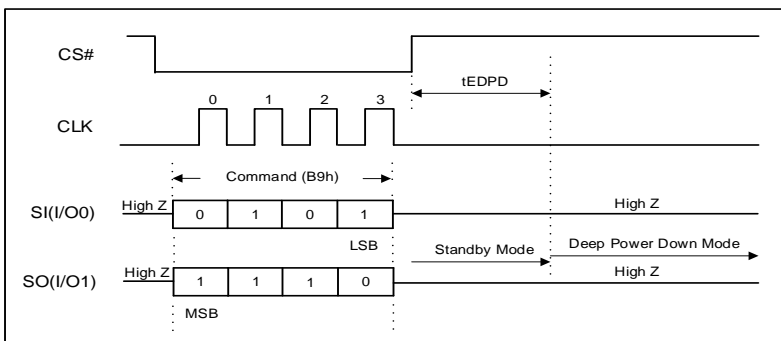 CS#
tEDPD
0 1 2 3
CLK
Command (B9h)
High Z High Z
SI(I/O0) 0 1 0 1
LSB
Standby Mode Deep Power Down Mode
High Z High Z
SO(I/O1) 1 1 1 0
MSB